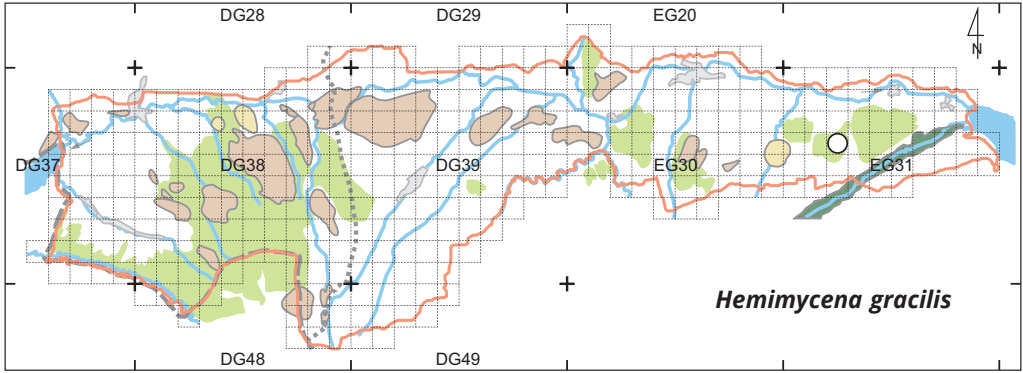 DG28 DG29 EG20
N
DG37 DG38 DG39 EG30 EG31
Hemimycena gracilis
DG48 DG49